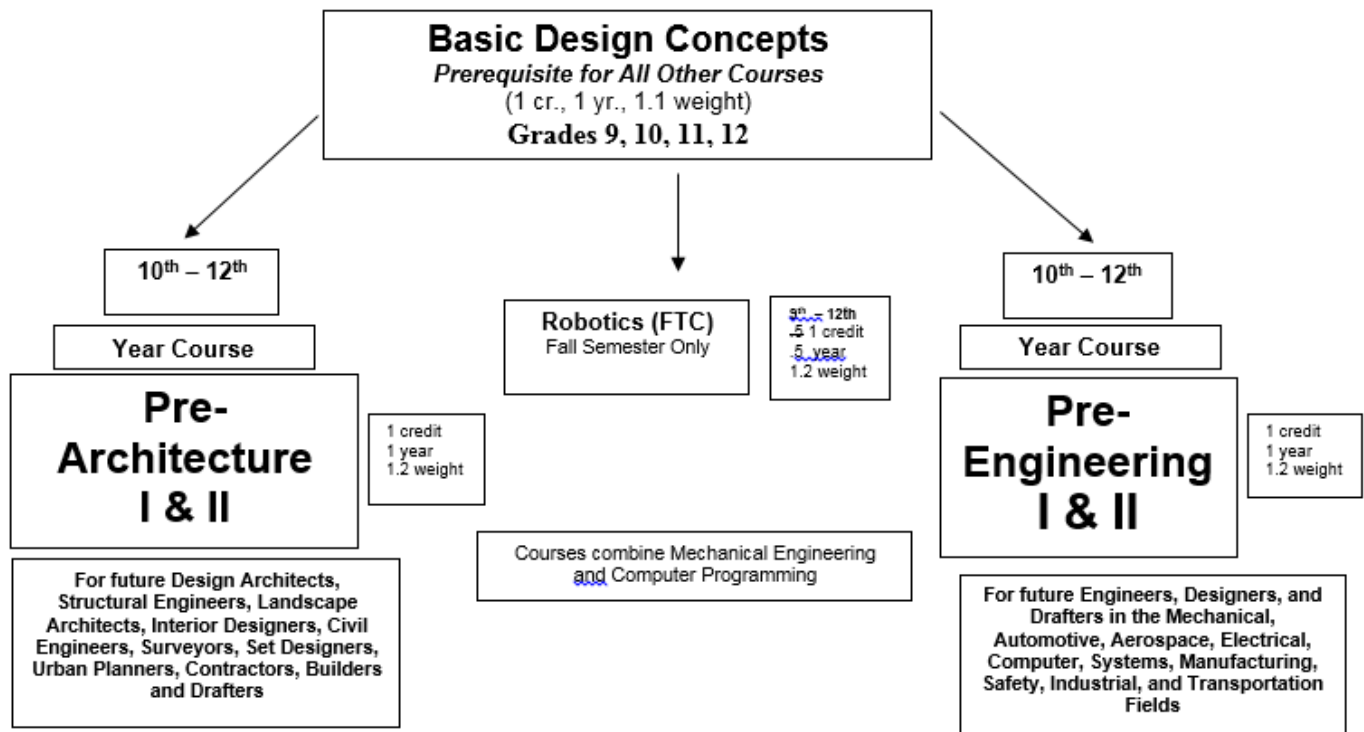 Basic Design Concepts
Prerequisite for All Other Courses
(1 cr., 1 yr., 1.1 weight)
Grades 9, 10, 11, 12
10th – 12th
Year Course
Pre-
Architecture
I & II
1 credit
1 year
1.2 weight
For future Design Architects,
Structural Engineers, Landscape
Architects, Interior Designers, Civil
Engineers, Surveyors, Set Designers,
Urban Planners, Contractors, Builders
and Drafters
Robotics (FTC)
Fall Semester Only
9th – 12th
.5 1 credit
.5 year
1.2 weight
Courses combine Mechanical Engineering
and Computer Programming
10th – 12th
Year Course
Pre-
Engineering
I & II
1 credit
1 year
1.2 weight
For future Engineers, Designers, and
Drafters in the Mechanical,
Automotive, Aerospace, Electrical,
Computer, Systems, Manufacturing,
Safety, Industrial, and Transportation
Fields